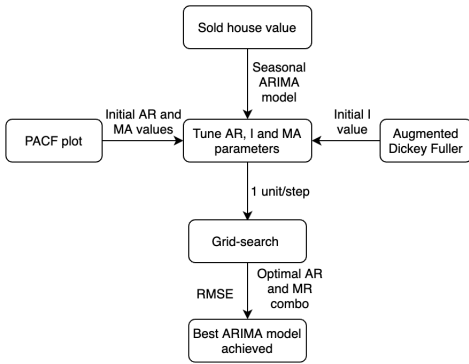 Sold house value
Seasonal
ARIMA
model
Initial AR and
MA values
Initial I
value
PACF plot
Tune AR, I and MA
parameters
Augmented
Dickey Fuller
1 unit/step
Grid-search
RMSE
Optimal AR
and MR
combo
Best ARIMA model
achieved